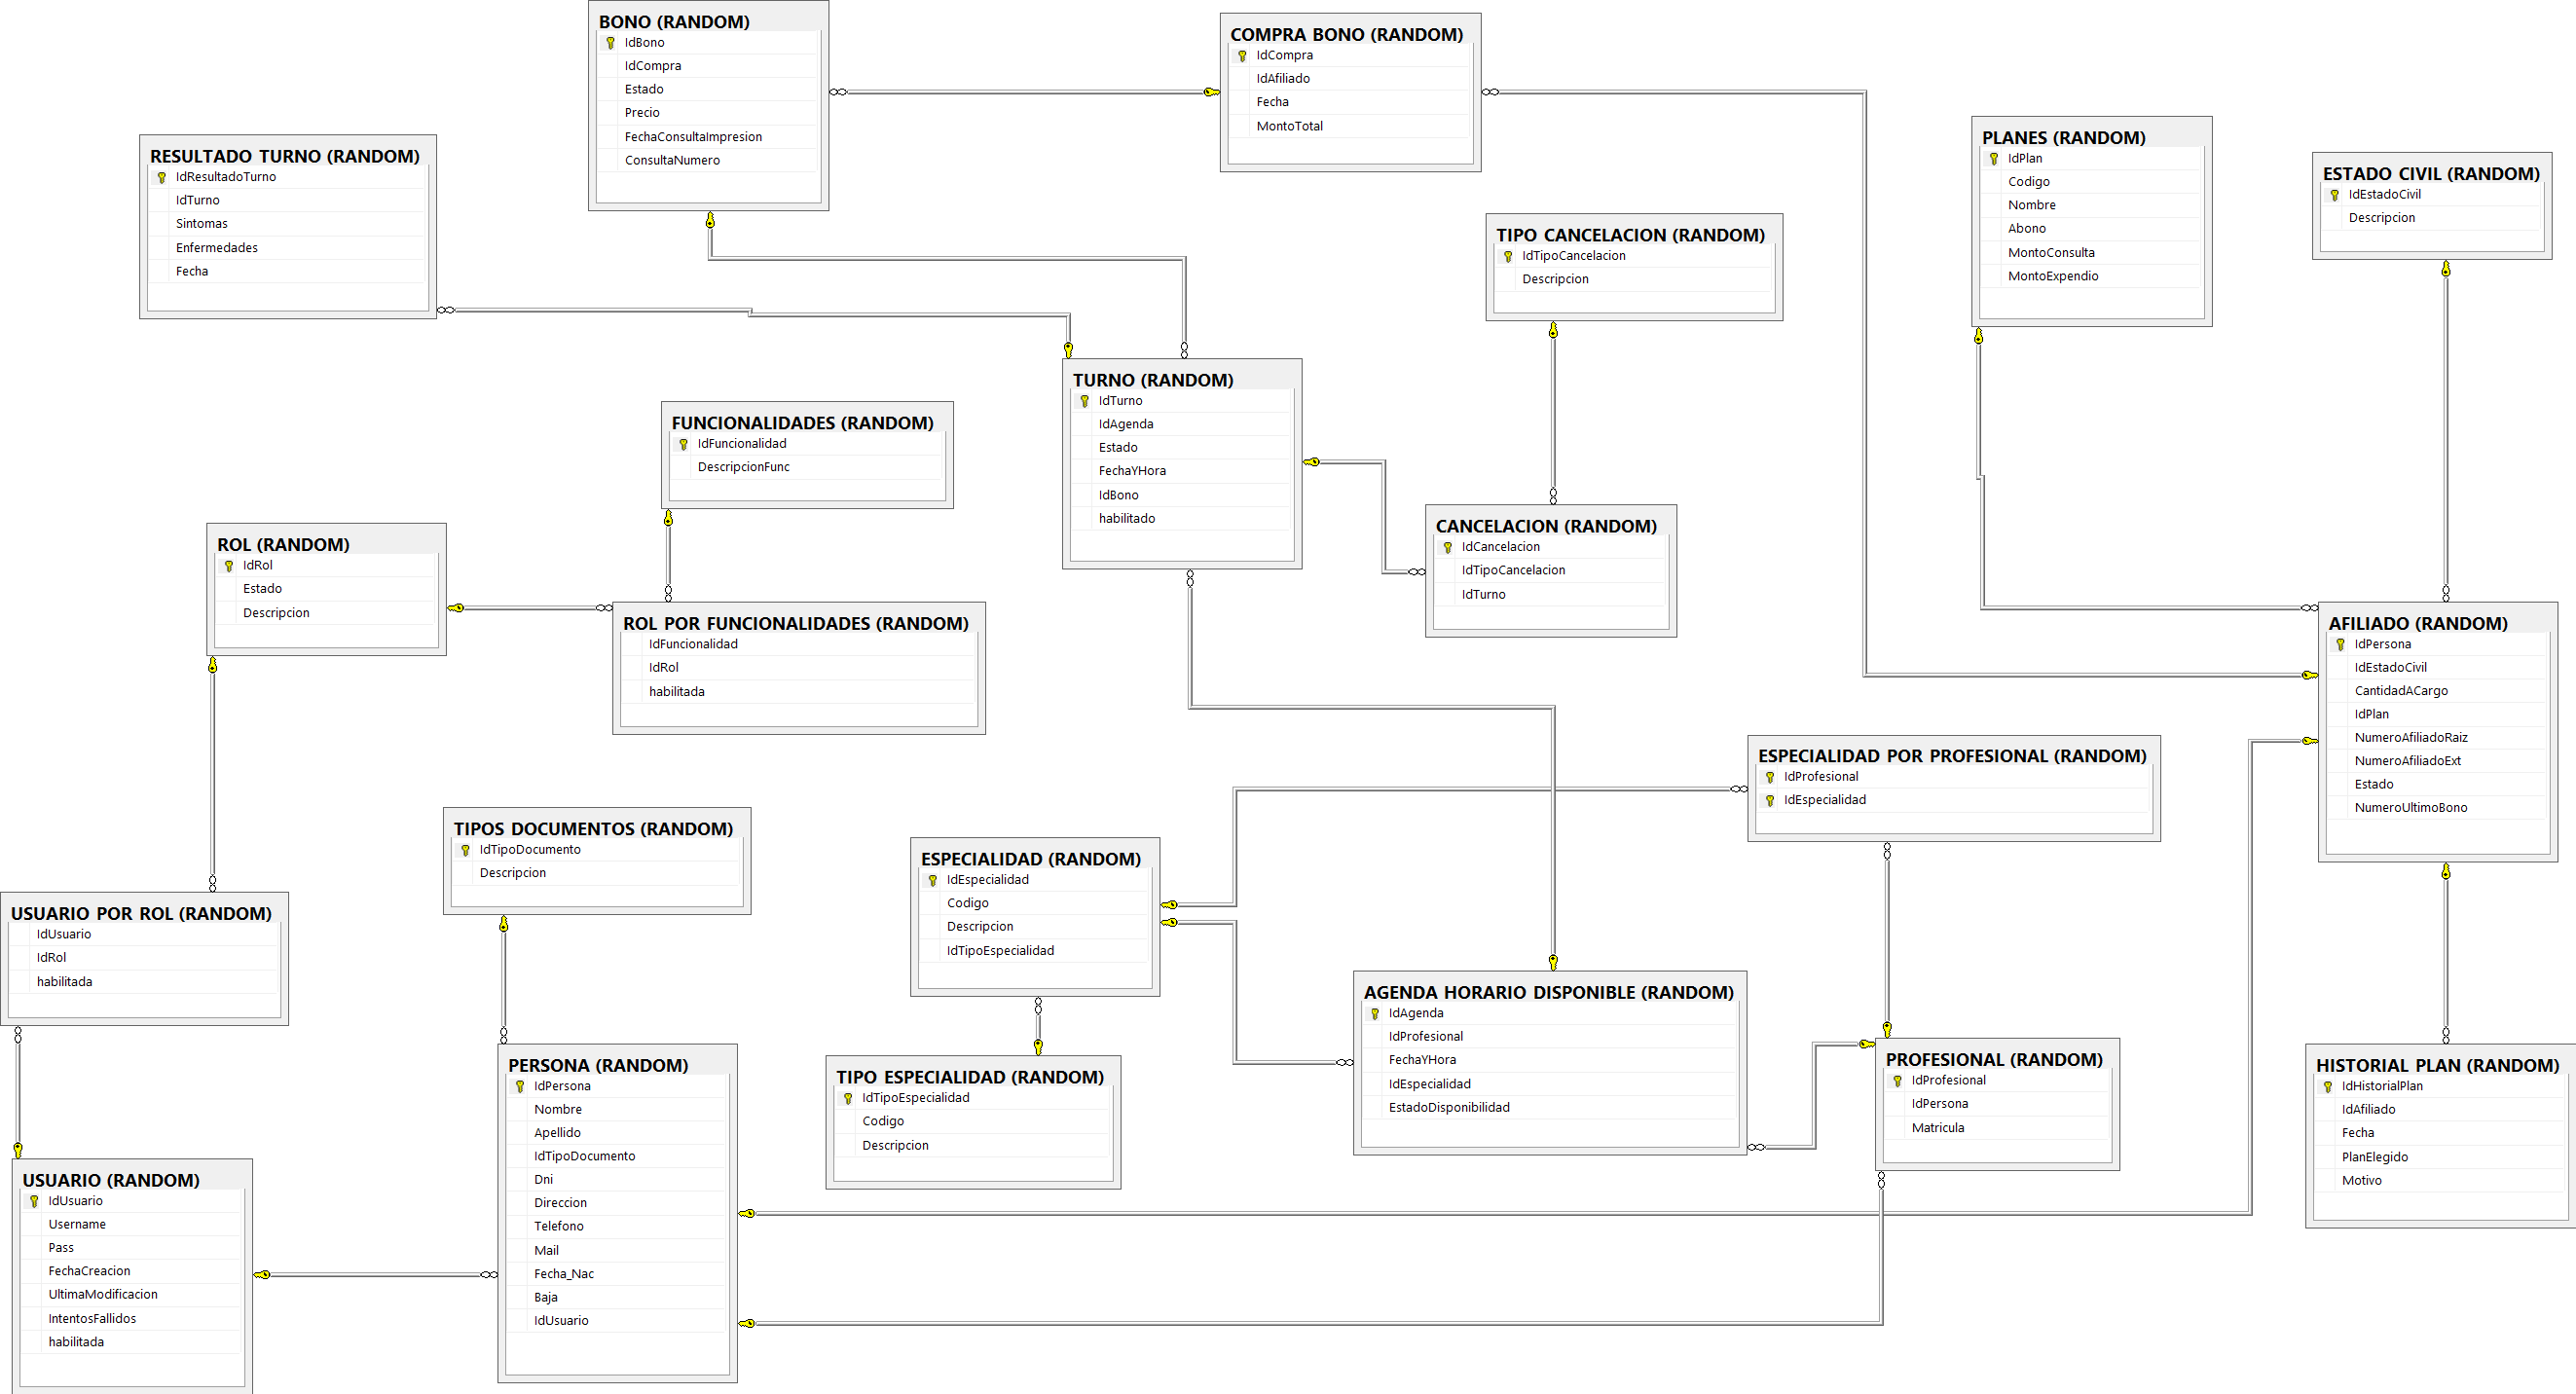 BONO (RANDOM)
IdBono
IdCompra
Estado
Precio
FechaConsultaImpresion
ConsultaNumero
COMPRA BONO (RANDOM)
IdCompra
IdAfiliado
Fecha
MontoTotal
PLANES (RANDOM)
IdPlan
Codigo
Nombre
Abono
MontoConsulta
MontoExpendio
ESTADO CIVIL (RANDOM)
IdEstadoCivil
Descripcion
RESULTADO TURNO (RANDOM)
IdResultadoTurno
IdTurno
Sintomas
Enfermedades
Fecha
TIPO CANCELACION (RANDOM)
IdTipoCancelacion
Descripcion
TURNO (RANDOM)
IdTurno
IdAgenda
Estado
FechaYHora
IdBono
habilitado
FUNCIONALIDADES (RANDOM)
IdFuncionalidad
DescripcionFunc
CANCELACION (RANDOM)
IdCancelacion
IdTipoCancelacion
IdTurno
ROL (RANDOM)
IdRol
Estado
Descripcion
ROL POR FUNCIONALIDADES (RANDOM)
IdFuncionalidad
IdRol
habilitada
AFILIADO (RANDOM)
IdPersona
IdEstadoCivil
CantidadACargo
IdPlan
NumeroAfiliadoRaiz
NumeroAfiliadoExt
Estado
NumeroUltimoBono
ESPECIALIDAD POR PROFESIONAL (RANDOM)
IdProfesional
IdEspecialidad
TIPOS DOCUMENTOS (RANDOM)
IdTipoDocumento
Descripcion
ESPECIALIDAD (RANDOM)
IdEspecialidad
Codigo
Descripcion
IdTipoEspecialidad
USUARIO POR ROL (RANDOM)
IdUsuario
IdRol
habilitada
AGENDA HORARIO DISPONIBLE (RANDOM)
IdAgenda
IdProfesional
FechaYHora
IdEspecialidad
EstadoDisponibilidad
PROFESIONAL (RANDOM)
IdProfesional
IdPersona
Matricula
HISTORIAL PLAN (RANDOM)
IdHistorialPlan
IdAfiliado
Fecha
PlanElegido
Motivo
PERSONA (RANDOM)
IdPersona
Nombre
Apellido
IdTipoDocumento
Dni
Direccion
Telefono
Mail
Fecha_Nac
Baja
IdUsuario
TIPO ESPECIALIDAD (RANDOM)
IdTipoEspecialidad
Codigo
Descripcion
USUARIO (RANDOM)
IdUsuario
Username
Pass
FechaCreacion
UltimaModificacion
IntentosFallidos
habilitada